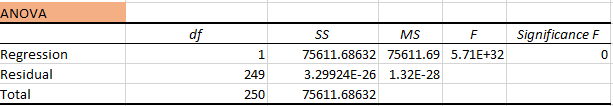 ANOVA
df SS MS F Significance F
Regression 1 75611.68632 75611.69 5.71E+32 0
Residual 249 3.29924E-26 1.32E-28
Total 250 75611.68632